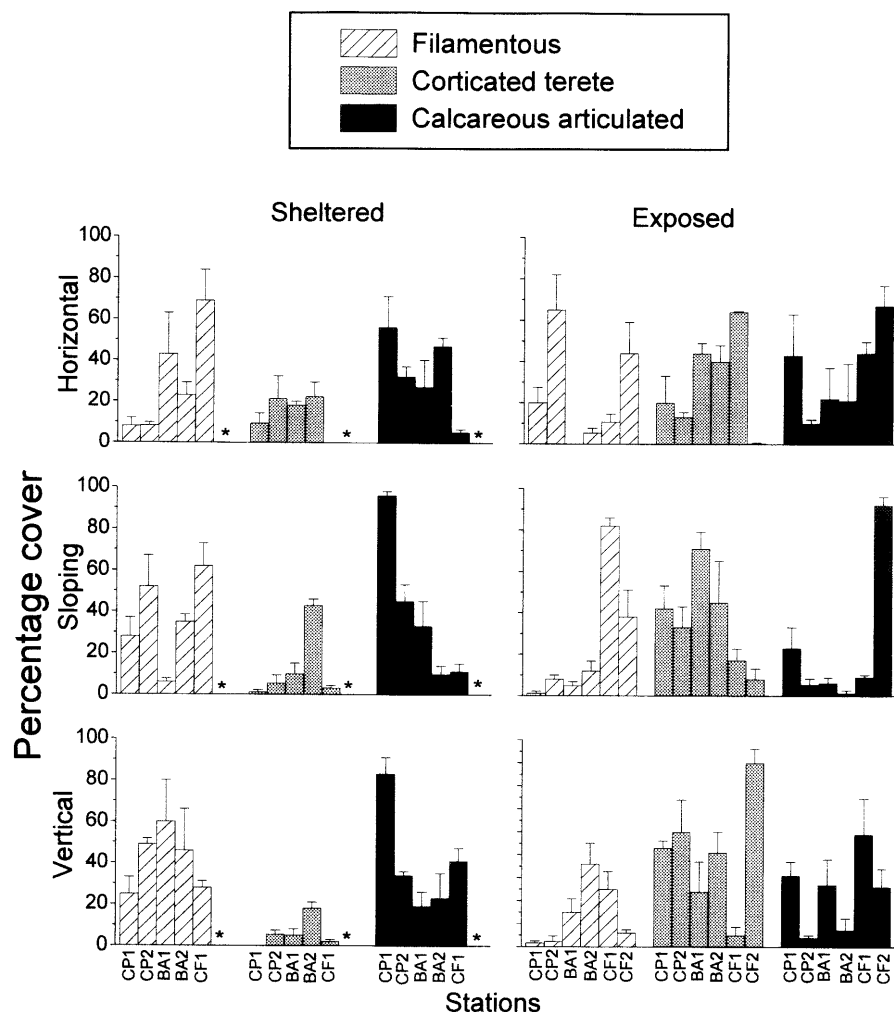 Filamentous
Corticated terete
Calcareous articulated
Sheltered
Exposed
Percentage cover
Horizontal
100
80
60
40
20
0
*
*
*
Sloping
100
80
60
40
20
0
*
*
*
Vertical
100
80
60
40
20
0
*
*
*
CP1 CP2 BA1 BA2 CF1 CP1 CP2 BA1 BA2 CF1 CP1 CP2 BA1 BA2 CF1 CP1 CP2 BA1 BA2 CF1 CF2 CP1 CP2 BA1 BA2 CF1 CF2 CP1 CP2 BA1 BA2 CF1 CF2
Stations